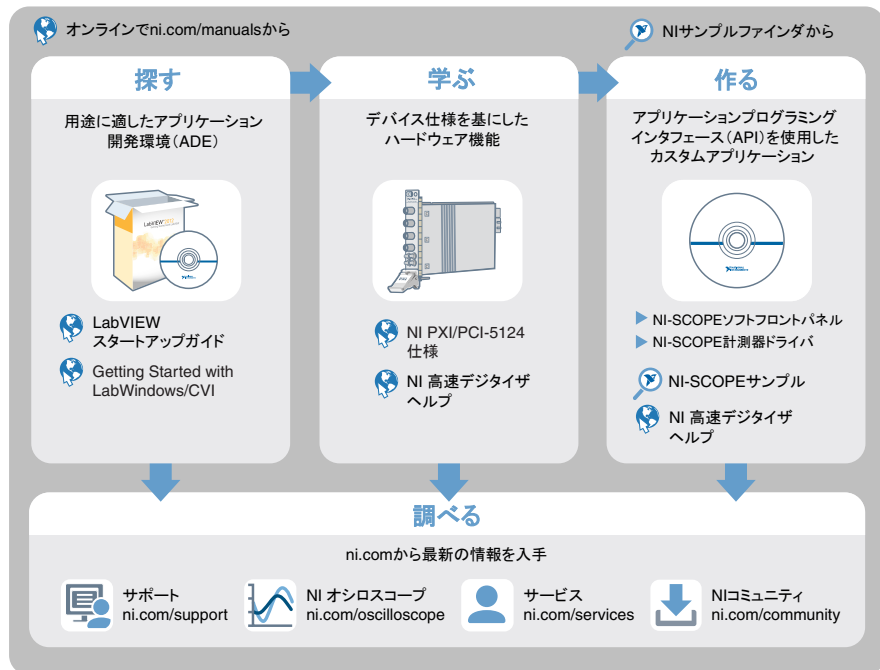 オンラインでni.com/manualsから
NIサンプルファインダから
探す
用途に適したアプリケーション
開発環境（ADE）
LabVIEW
LabVIEW
スタートアップガイド
Getting Started with
LabWindows/CVI
学ぶ
デバイス仕様を基にした
ハードウェア機能
NI PXI/PCI-5124
仕様
NI 高速デジタイザ
ヘルプ
作る
アプリケーションプログラミング
インタフェース（API）を使用した
カスタムアプリケーション
NI-SCOPEソフトフロントパネル
NI-SCOPE計測器ドライバ
NI-SCOPEサンプル
NI 高速デジタイザ
ヘルプ
調べる
ni.comから最新の情報を入手
サポート
ni.com/support
NI オシロスコープ
ni.com/oscilloscope
サービス
ni.com/services
NIコミュニティ
ni.com/community